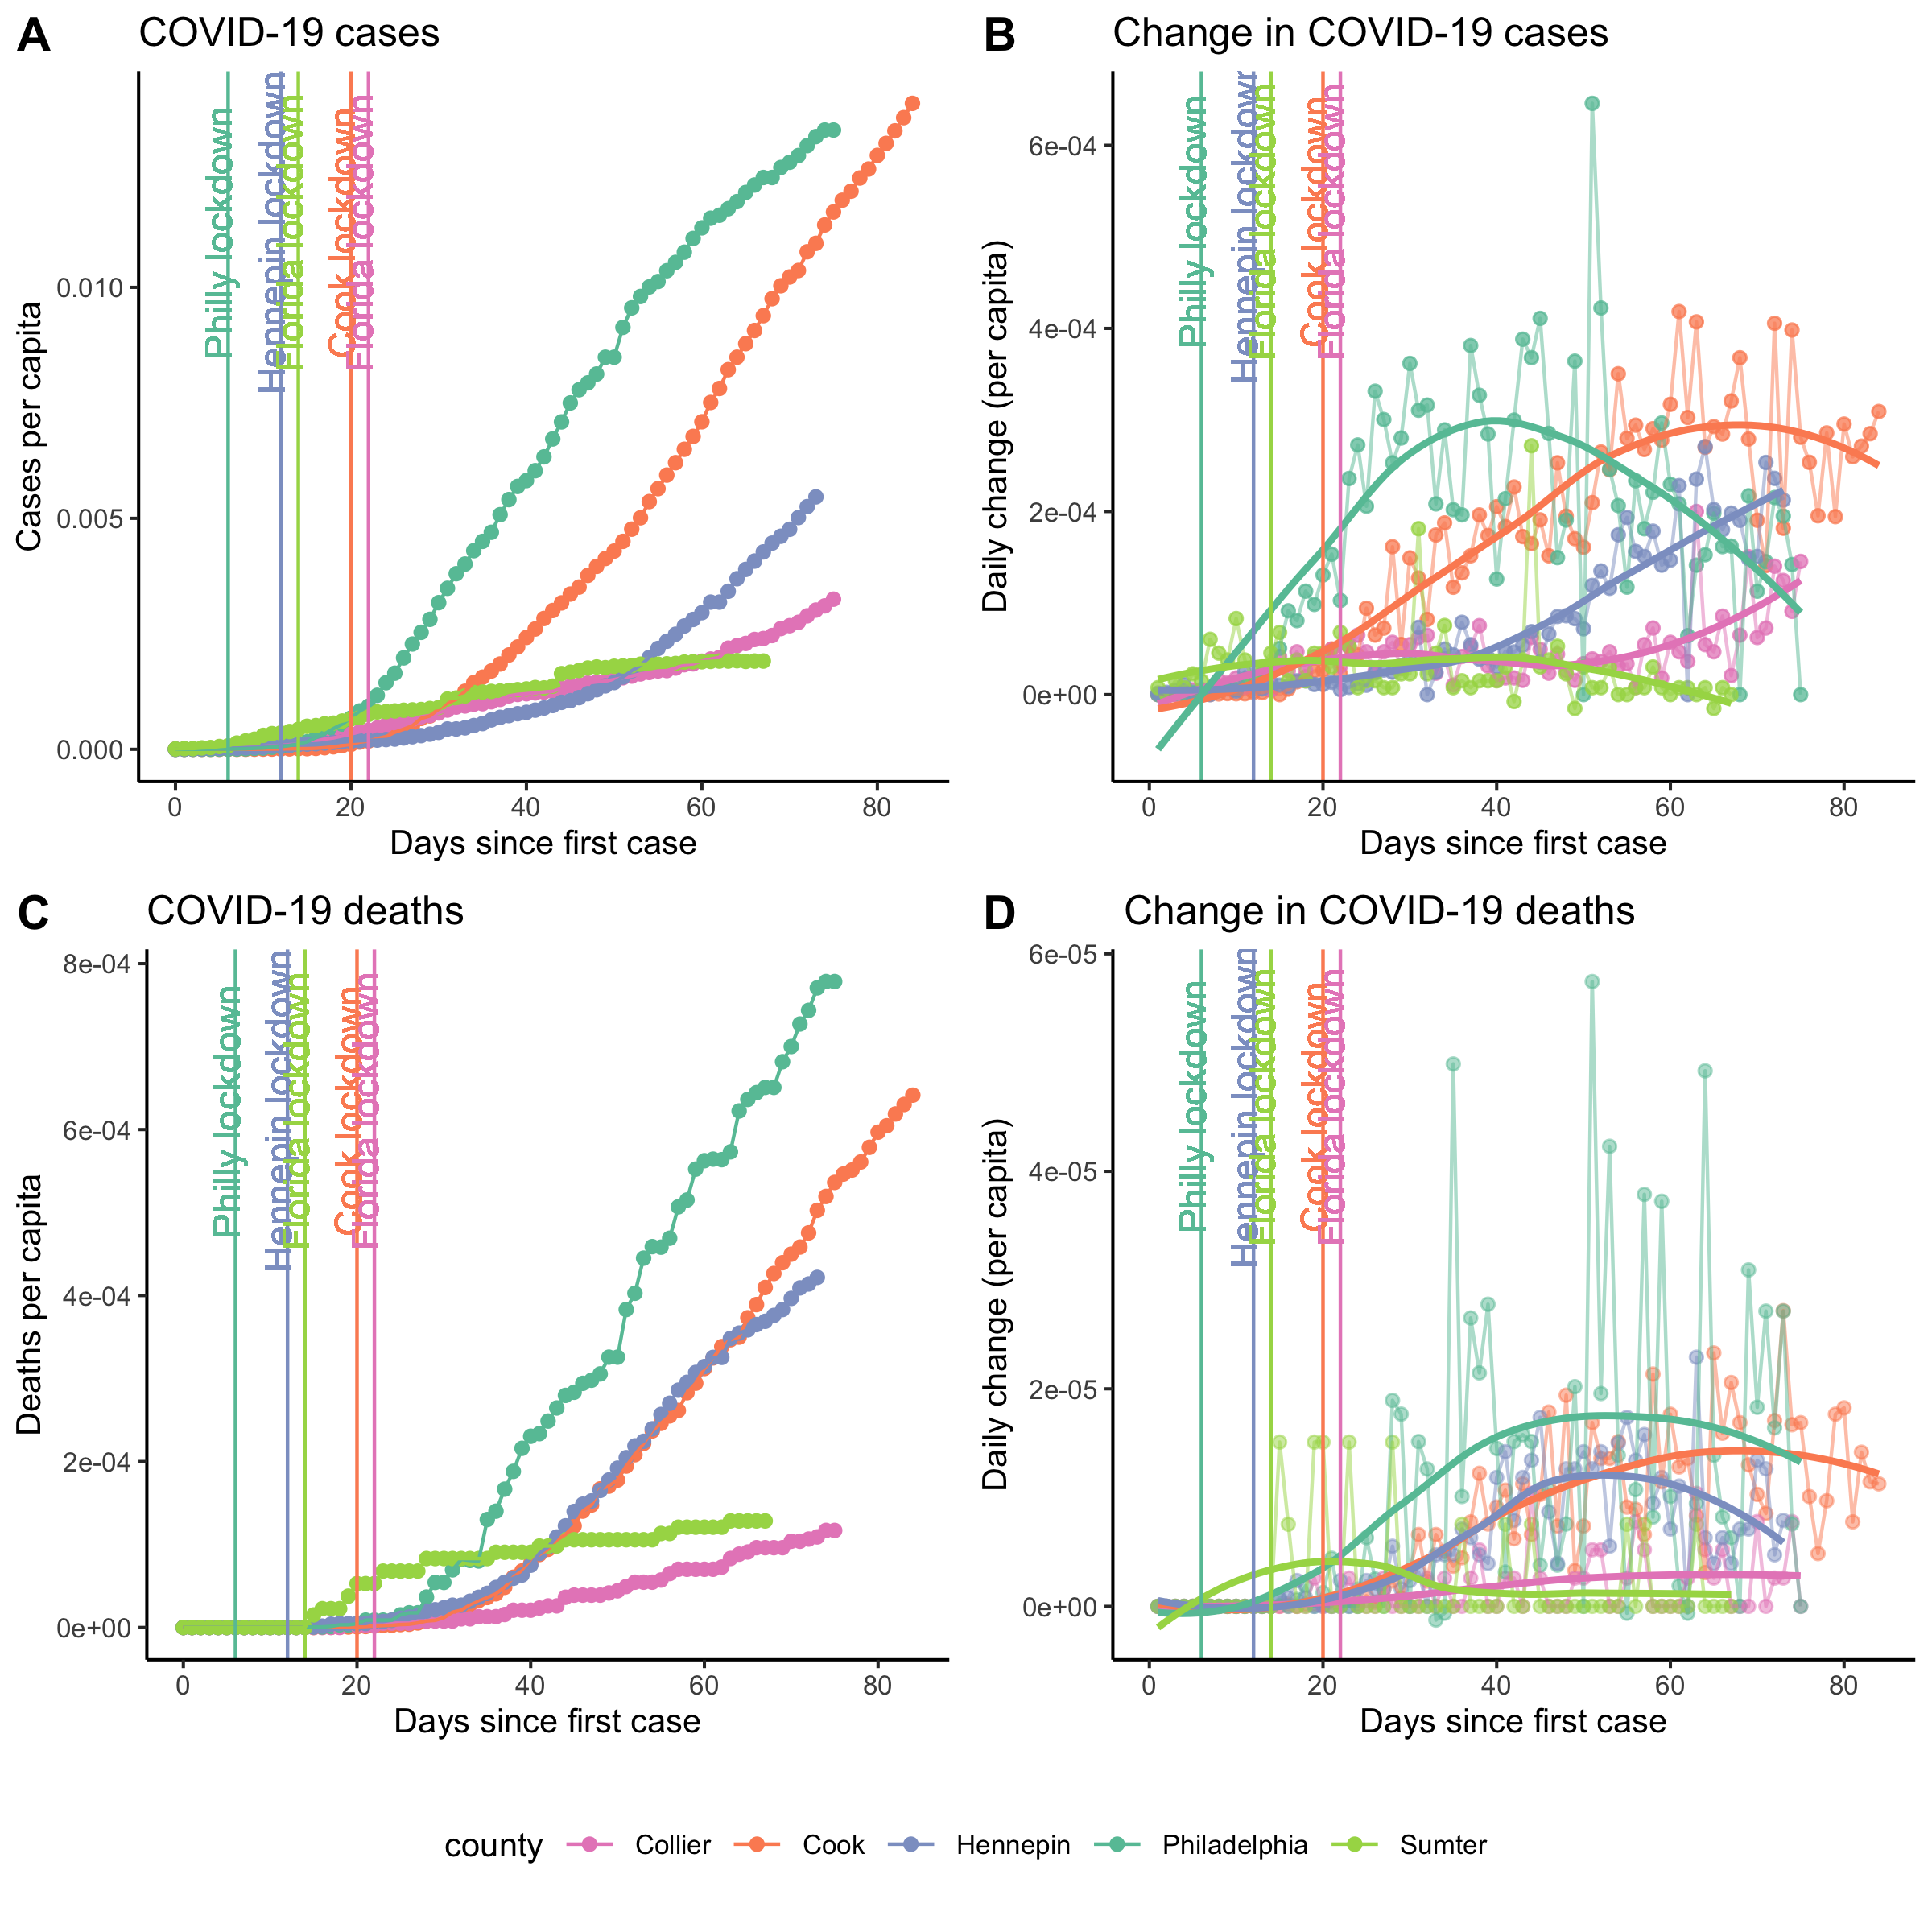 A COVID-19 cases
Cases per capita
0.010
0.005
0.000
Philly lockdown
Hennepin lockdown
Florida lockdown
Cook lockdown
Florida lockdown
0 20 40 60 80
Days since first case
B Change in COVID-19 cases
Daily change (per capita)
6e-04
4e-04
2e-04
0e+00
Philly lockdown
Hennepin lockdown
Florida lockdown
Cook lockdown
Florida lockdown
0 20 40 60 80
Days since first case
C COVID-19 deaths
Deaths per capita
8e-04
6e-04
4e-04
2e-04
0e+00
Philly lockdown
Hennepin lockdown
Florida lockdown
Cook lockdown
Florida lockdown
0 20 40 60 80
Days since first case
D Change in COVID-19 deaths
Daily change (per capita)
6e-05
4e-05
2e-05
0e+00
Philly lockdown
Hennepin lockdown
Florida lockdown
Cook lockdown
Florida lockdown
0 20 40 60 80
Days since first case
county Collier Cook Hennepin Philadelphia Sumter